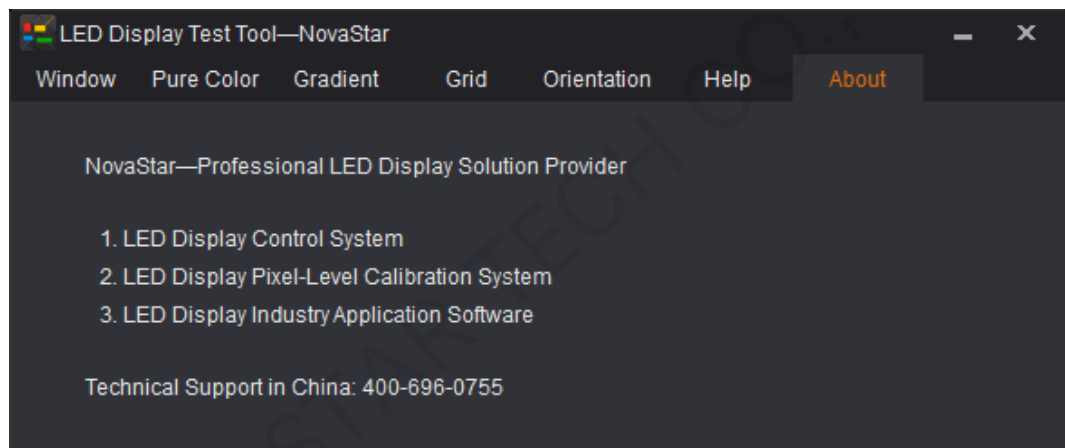 LED Display Test Tool—NovaStar
Window Pure Color Gradient Grid Orientation Help About
NovaStar—Professional LED Display Solution Provider
1. LED Display Control System
2. LED Display Pixel-Level Calibration System
3. LED Display Industry Application Software
Technical Support in China: 400-696-0755
STARTECH CO.,